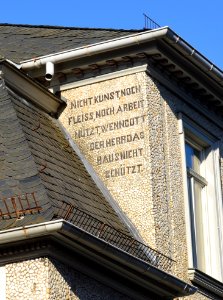 NICHT KUNST NOCH
FLEISS NOCH ARBEIT
NÜTZT WENN GOTT
DER HERR DAS
HAUS NICHT
SCHÜTZT.